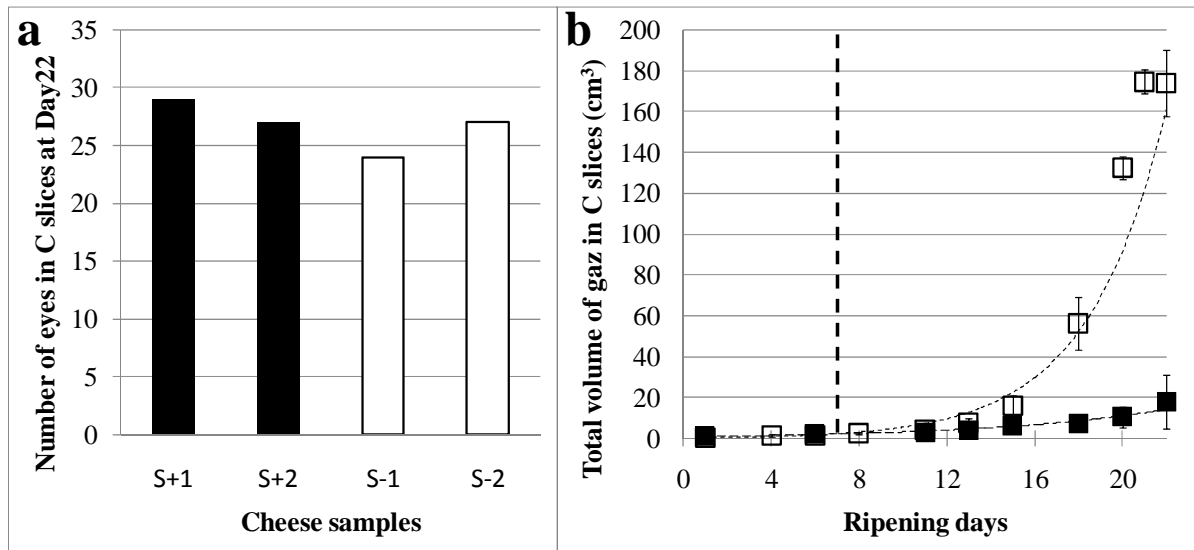 a
Number of eyes in C slices at Day22
35
30
25
20
15
10
5
0
S+1 S+2 S-1 S-2
Cheese samples
b
Total volume of gaz in C slices (cm³)
200
180
160
140
120
100
80
60
40
20
0
0 4 8 12 16 20
Ripening days